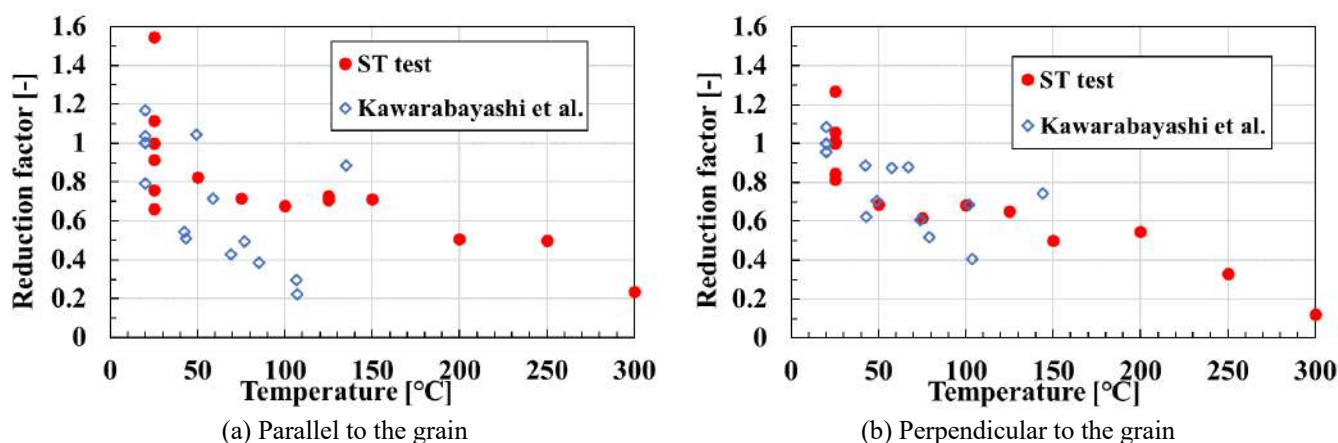 1.6
1.4
1.2
1
0.8
0.6
0.4
0.2
0
Reduction factor [-]
ST test
Kawarabayashi et al.
0 50 100 150 200 250 300
Temperature [°C]
(a) Parallel to the grain
1.6
1.4
1.2
1
0.8
0.6
0.4
0.2
0
Reduction factor [-]
ST test
Kawarabayashi et al.
0 50 100 150 200 250 300
Temperature [°C]
(b) Perpendicular to the grain